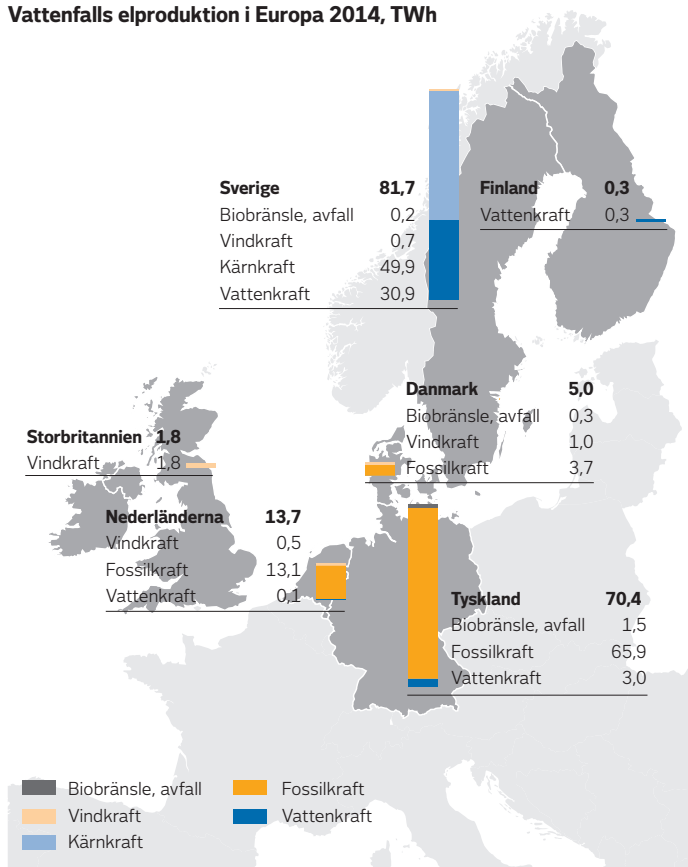 Vattenfalls elproduktion i Europa 2014, TWh
Sverige 81,7
Biobränsle, avfall 0,2
Vindkraft 0,7
Kärnkraft 49,9
Vattenkraft 30,9
Finland 0,3
Vattenkraft 0,3
Danmark 5,0
Biobränsle, avfall 0,3
Vindkraft 1,0
Fossilkraft 3,7
Storbritannien 1,8
Vindkraft 1,8
Nederländerna 13,7
Vindkraft 0,5
Fossilkraft 13,1
Vattenkraft 0,1
Tyskland 70,4
Biobränsle, avfall 1,5
Fossilkraft 65,9
Vattenkraft 3,0
Biobränsle, avfall
Vindkraft
Kärnkraft
Fossilkraft
Vattenkraft